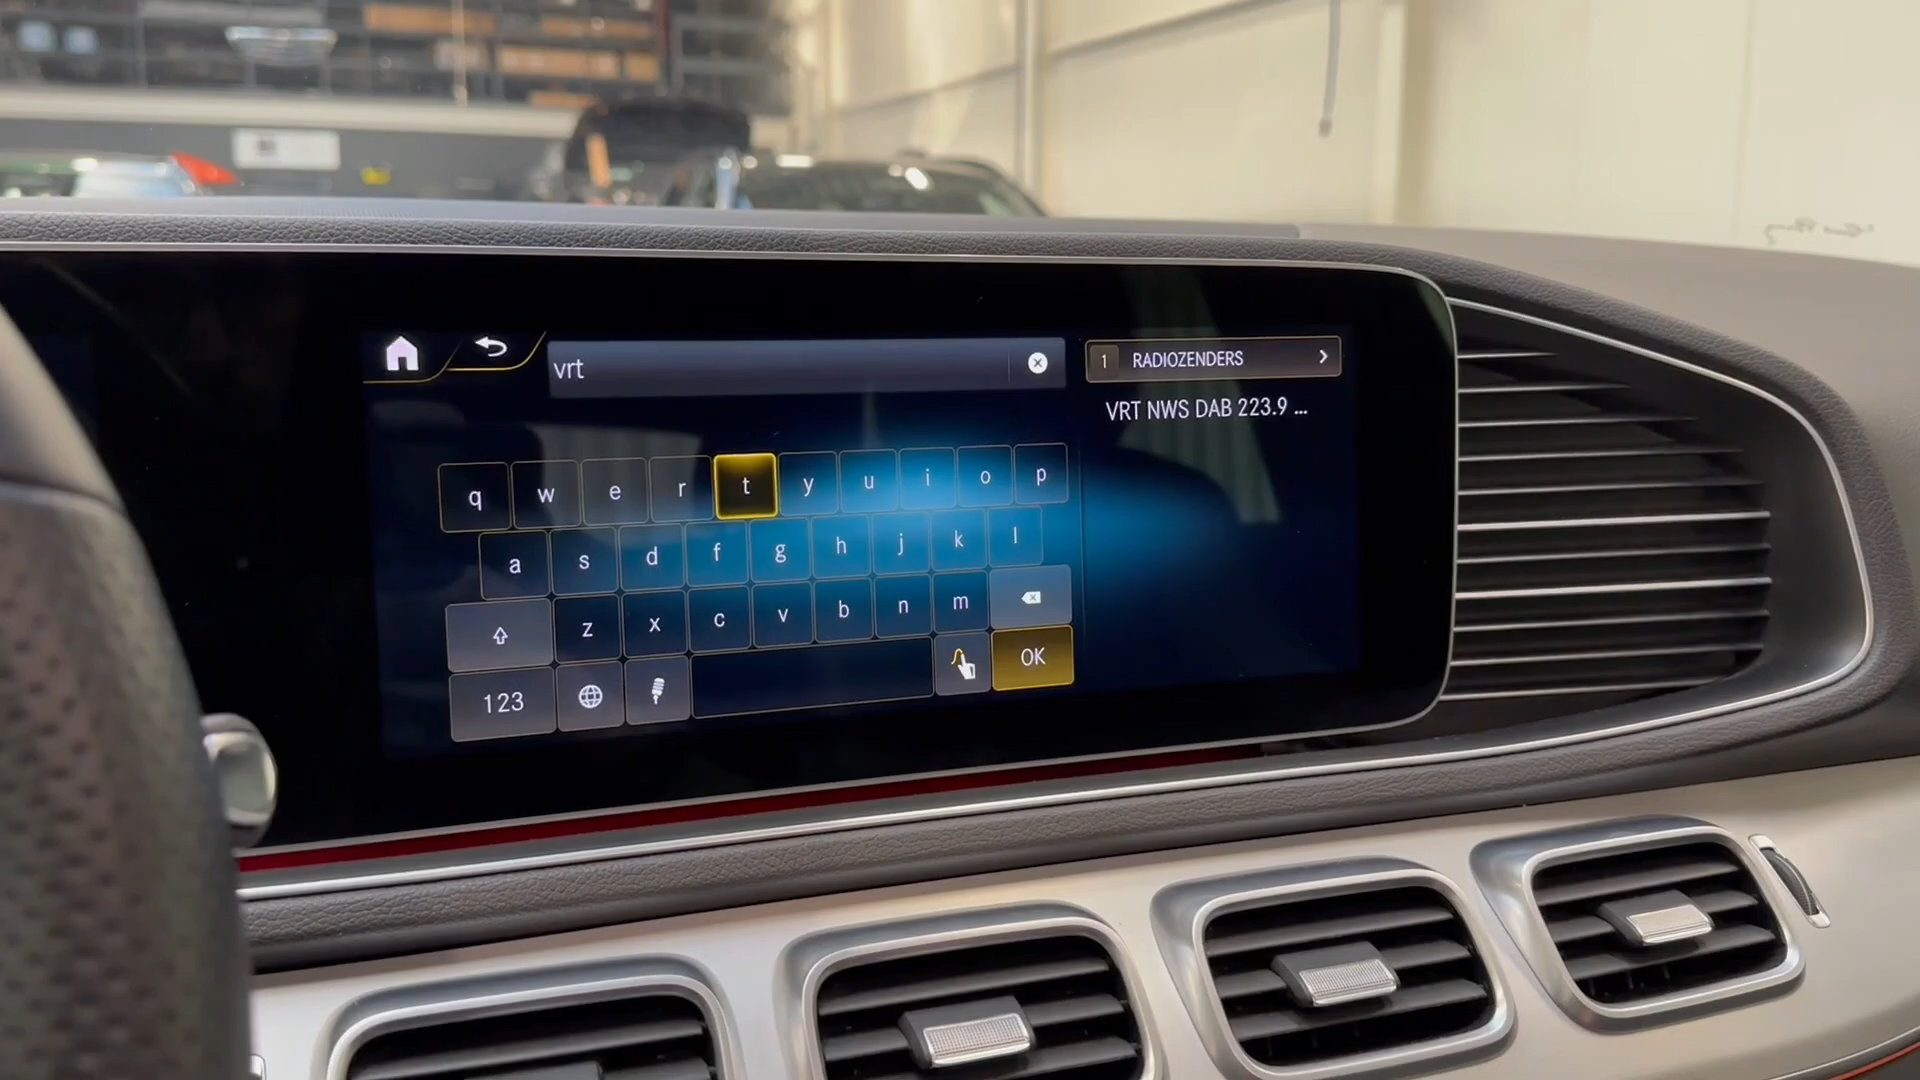 vrt
1 RADIOZENDERS
VRT NWS DAB 223.9 ...
q w e r t y u i o p
a s d f g h j k l
z x c v b n m
123 OK